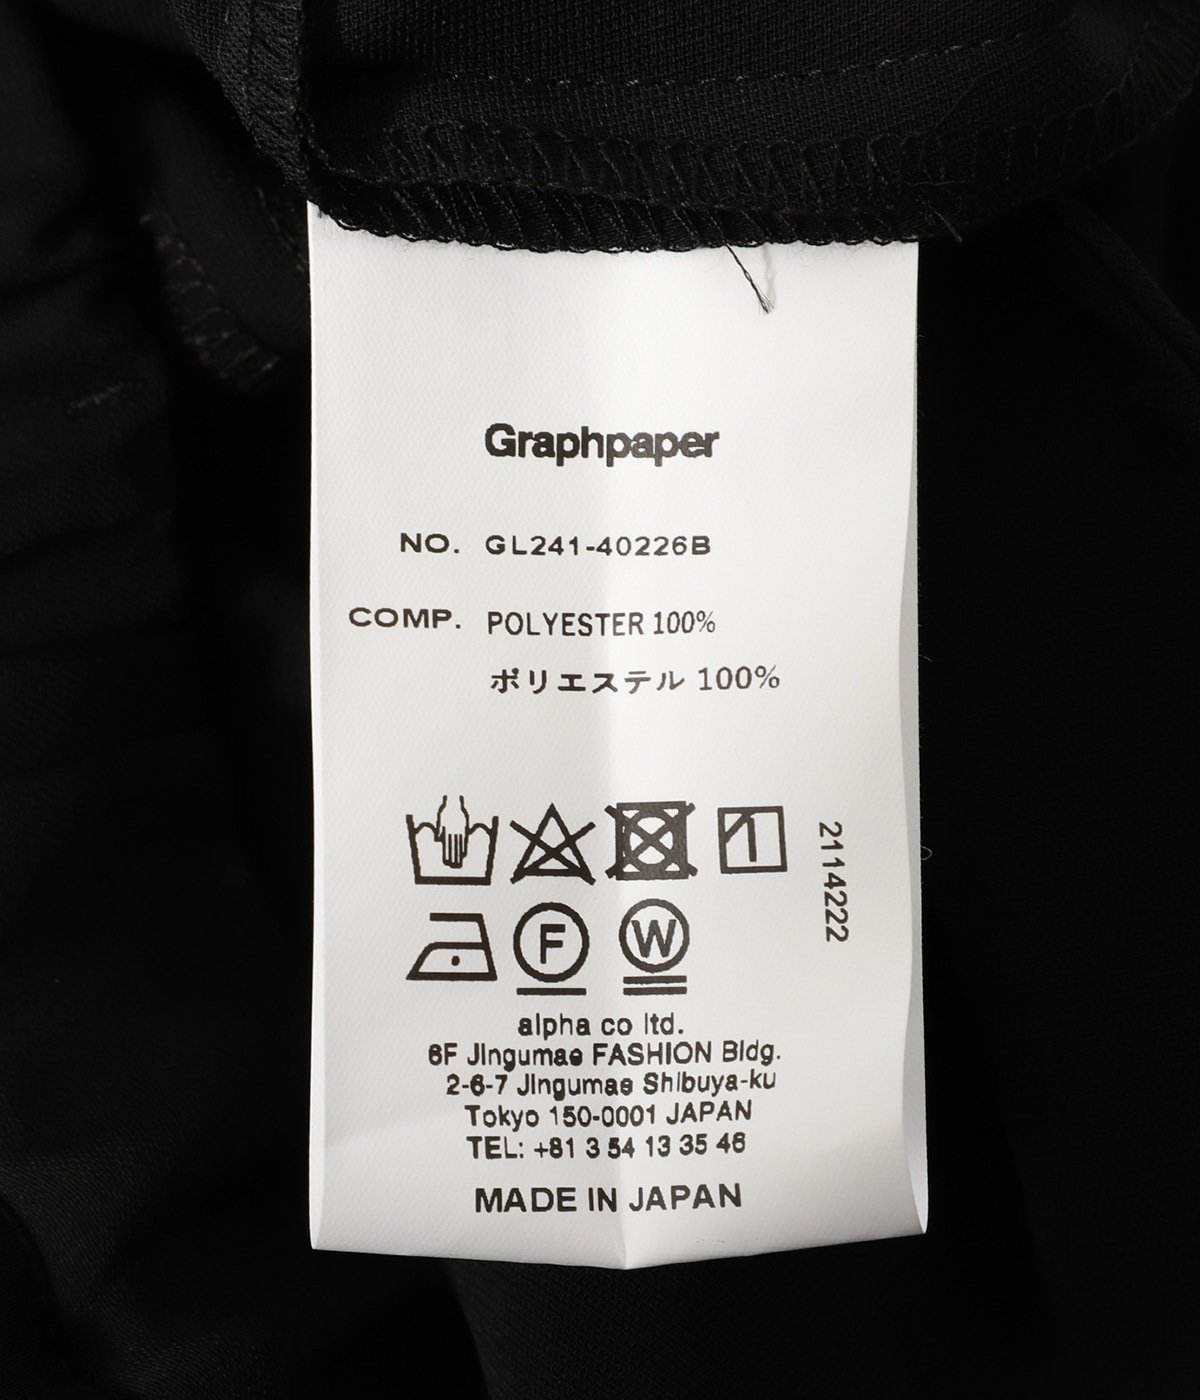 Graphpaper
NO. GL241-40226B
COMP. POLYESTER 100%
ポリエステル 100%
2114222
F W
alpha co ltd.
6F Jingumae FASHION Bldg.
2-6-7 Jingumae Shibuya-ku
Tokyo 150-0001 JAPAN
TEL: +81 3 54 13 35 46
MADE IN JAPAN